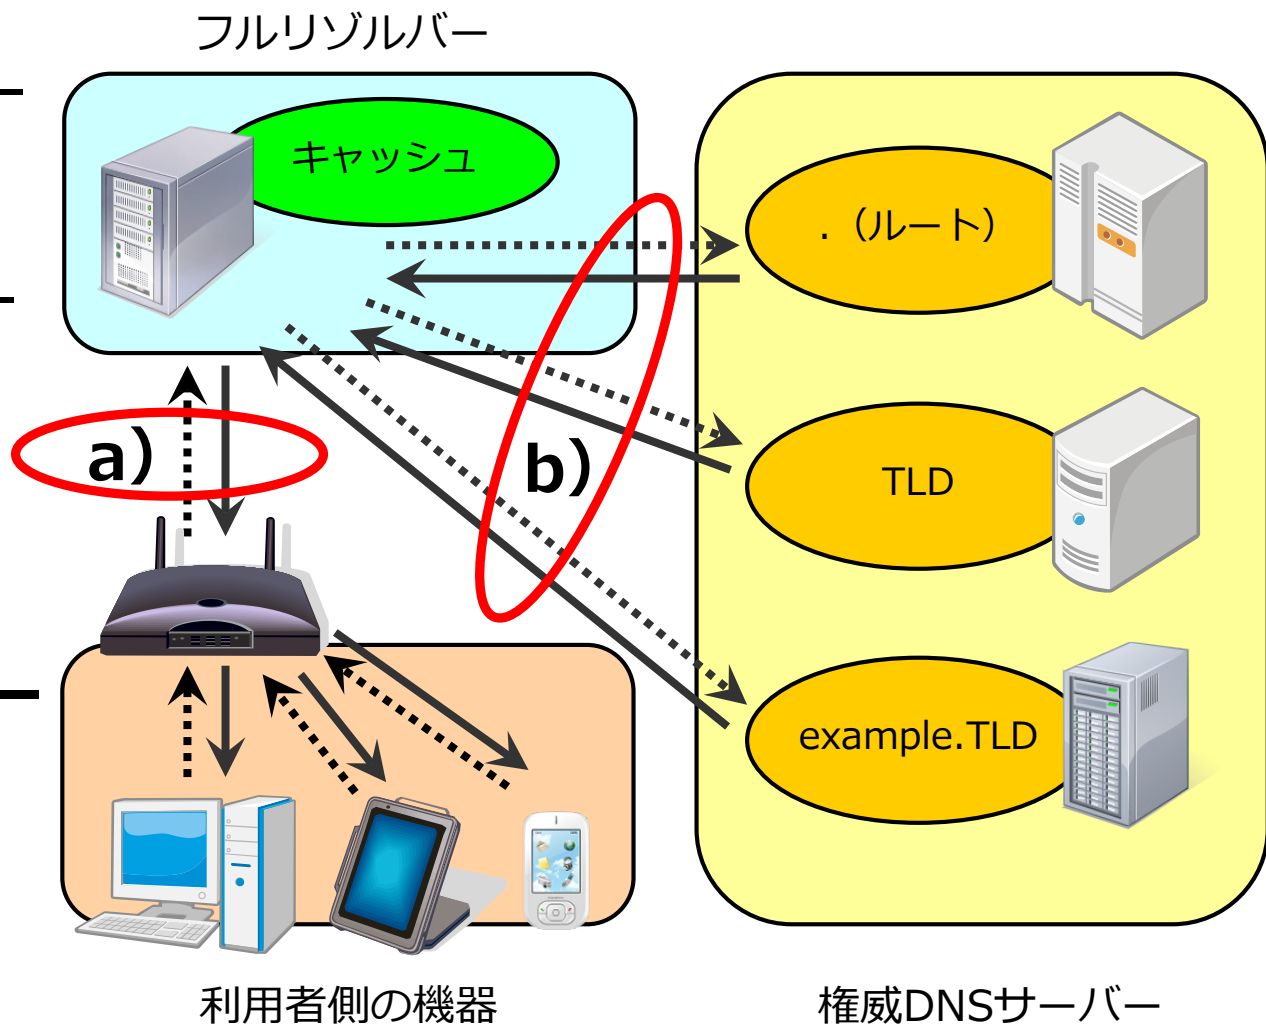 フルリゾルバー
キャッシュ
.（ルート）
a）
b）
TLD
example.TLD
利用者側の機器
権威DNSサーバー